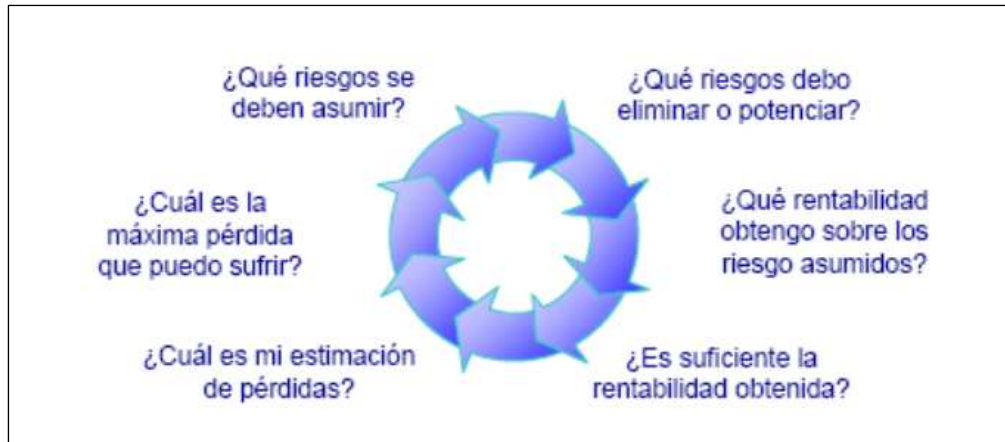 ¿Qué riesgos se
deben asumir?
¿Qué riesgos debo
eliminar o potenciar?
¿Cuál es la
máxima pérdida
que puedo sufrir?
¿Qué rentabilidad
obtengo sobre los
riesgo asumidos?
¿Cuál es mi estimación
de pérdidas?
¿Es suficiente la
rentabilidad obtenida?